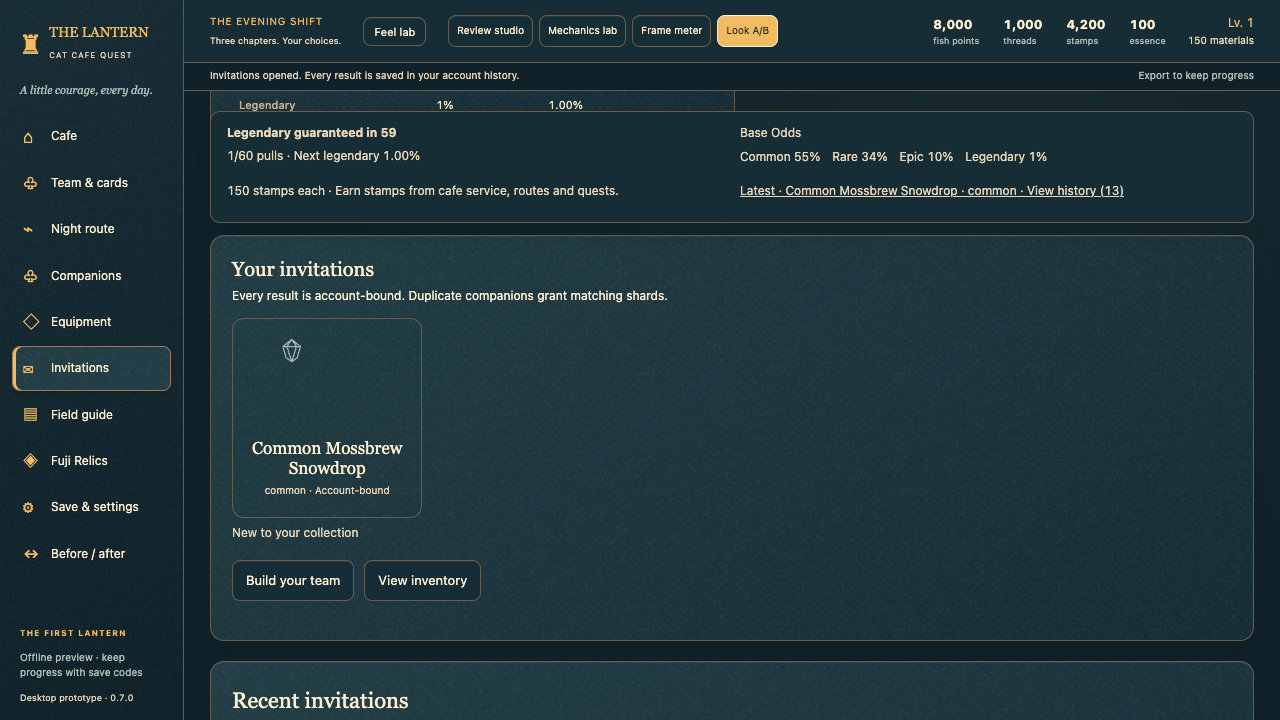 THE LANTERN
CAT CAFE QUEST
A little courage, every day.
Cafe
Team & cards
Night route
Companions
Equipment
Invitations
Field guide
Fuji Relics
Save & settings
Before / after
THE FIRST LANTERN
Offline preview · keep
progress with save codes
Desktop prototype · 0.7.0
THE EVENING SHIFT
Three chapters. Your choices.
Feel lab
Review studio
Mechanics lab
Frame meter
Look A/B
8,000
fish points
1,000
threads
4,200
stamps
100
essence
Lv. 1
150 materials
Invitations opened. Every result is saved in your account history.
Export to keep progress
Legendary 1% 1.00%
Legendary guaranteed in 59
1/60 pulls · Next legendary 1.00%
150 stamps each · Earn stamps from cafe service, routes and quests.
Base Odds
Common 55% Rare 34% Epic 10% Legendary 1%
Latest · Common Mossbrew Snowdrop · common · View history (13)
Your invitations
Every result is account-bound. Duplicate companions grant matching shards.
Common Mossbrew
Snowdrop
common · Account-bound
New to your collection
Build your team
View inventory
Recent invitations